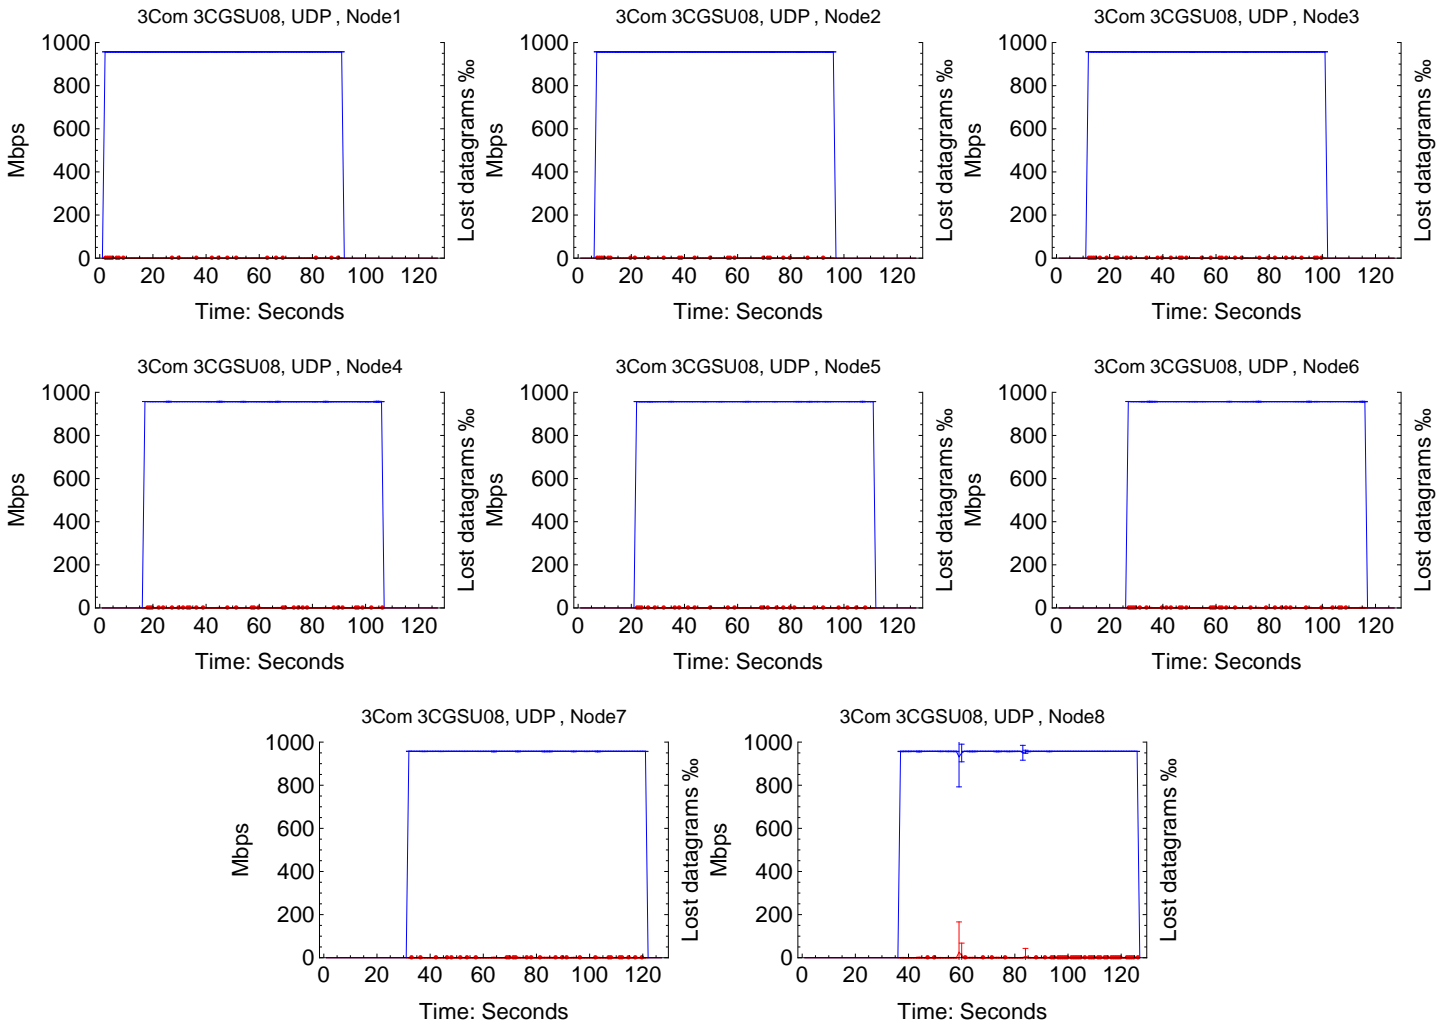 3Com 3CGSU08, UDP , Node1
1000
800
600
400
200
0
0 20 40 60 80 100 120
Mbps
Time: Seconds
Lost datagrams ‰
3Com 3CGSU08, UDP , Node2
1000
800
600
400
200
0
0 20 40 60 80 100 120
Mbps
Time: Seconds
Lost datagrams ‰
3Com 3CGSU08, UDP , Node3
1000
800
600
400
200
0
0 20 40 60 80 100 120
Mbps
Time: Seconds
Lost datagrams ‰
3Com 3CGSU08, UDP , Node4
1000
800
600
400
200
0
0 20 40 60 80 100 120
Mbps
Time: Seconds
Lost datagrams ‰
3Com 3CGSU08, UDP , Node5
1000
800
600
400
200
0
0 20 40 60 80 100 120
Mbps
Time: Seconds
Lost datagrams ‰
3Com 3CGSU08, UDP , Node6
1000
800
600
400
200
0
0 20 40 60 80 100 120
Mbps
Time: Seconds
Lost datagrams ‰
3Com 3CGSU08, UDP , Node7
1000
800
600
400
200
0
0 20 40 60 80 100 120
Mbps
Time: Seconds
Lost datagrams ‰
3Com 3CGSU08, UDP , Node8
1000
800
600
400
200
0
0 20 40 60 80 100 120
Mbps
Time: Seconds
Lost datagrams ‰